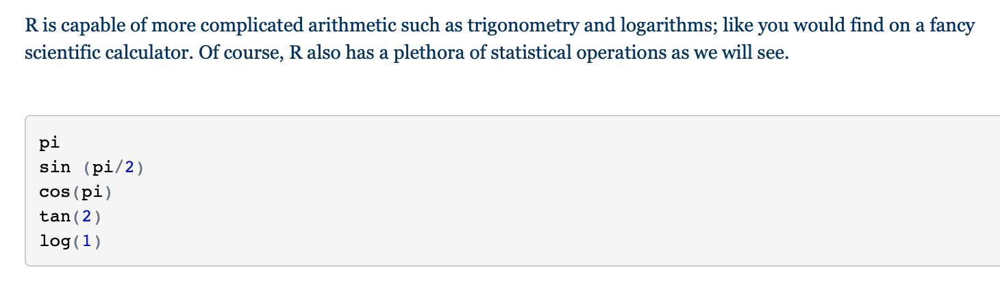 R is capable of more complicated arithmetic such as trigonometry and logarithms; like you would find on a fancy
scientific calculator. Of course, R also has a plethora of statistical operations as we will see.
pi
sin (pi/2)
cos(pi)
tan(2)
log(1)